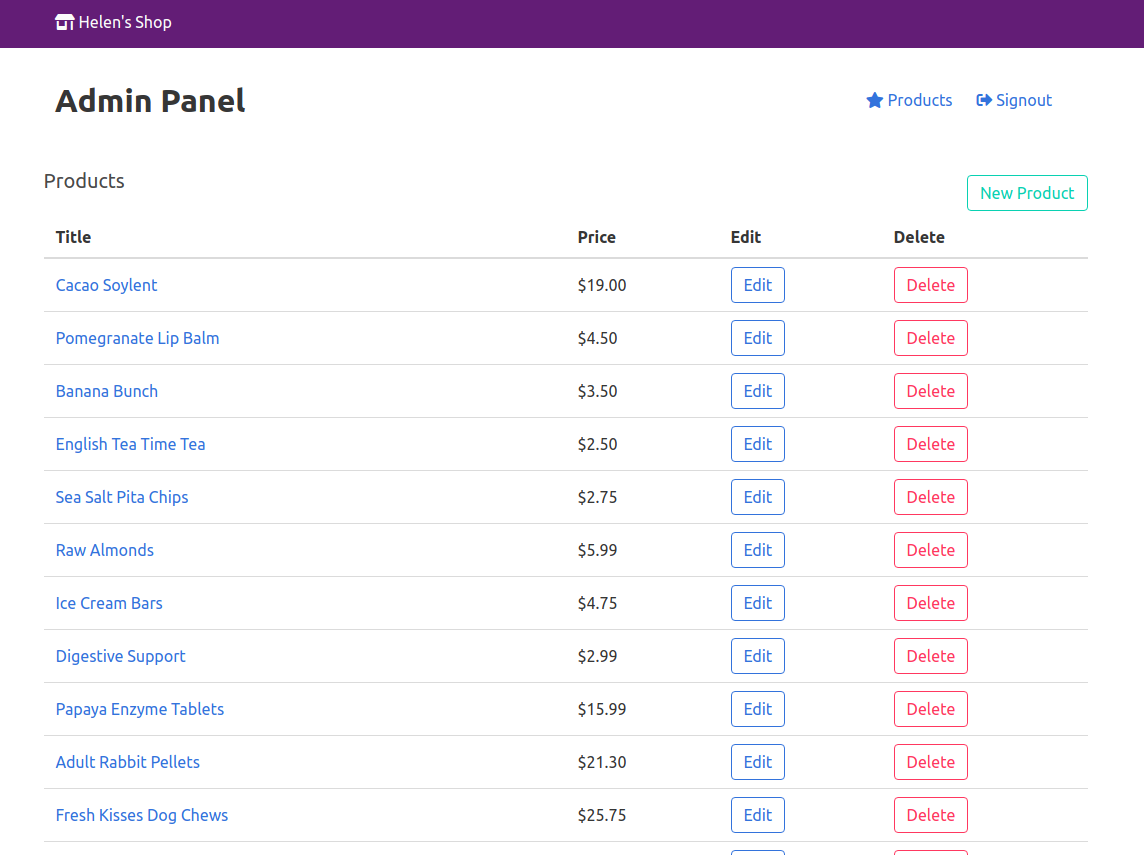 Helen's Shop
Admin Panel
Products
Signout
Products
New Product
Title Price Edit Delete
Cacao Soylent $19.00 Edit Delete
Pomegranate Lip Balm $4.50 Edit Delete
Banana Bunch $3.50 Edit Delete
English Tea Time Tea $2.50 Edit Delete
Sea Salt Pita Chips $2.75 Edit Delete
Raw Almonds $5.99 Edit Delete
Ice Cream Bars $4.75 Edit Delete
Digestive Support $2.99 Edit Delete
Papaya Enzyme Tablets $15.99 Edit Delete
Adult Rabbit Pellets $21.30 Edit Delete
Fresh Kisses Dog Chews $25.75 Edit Delete